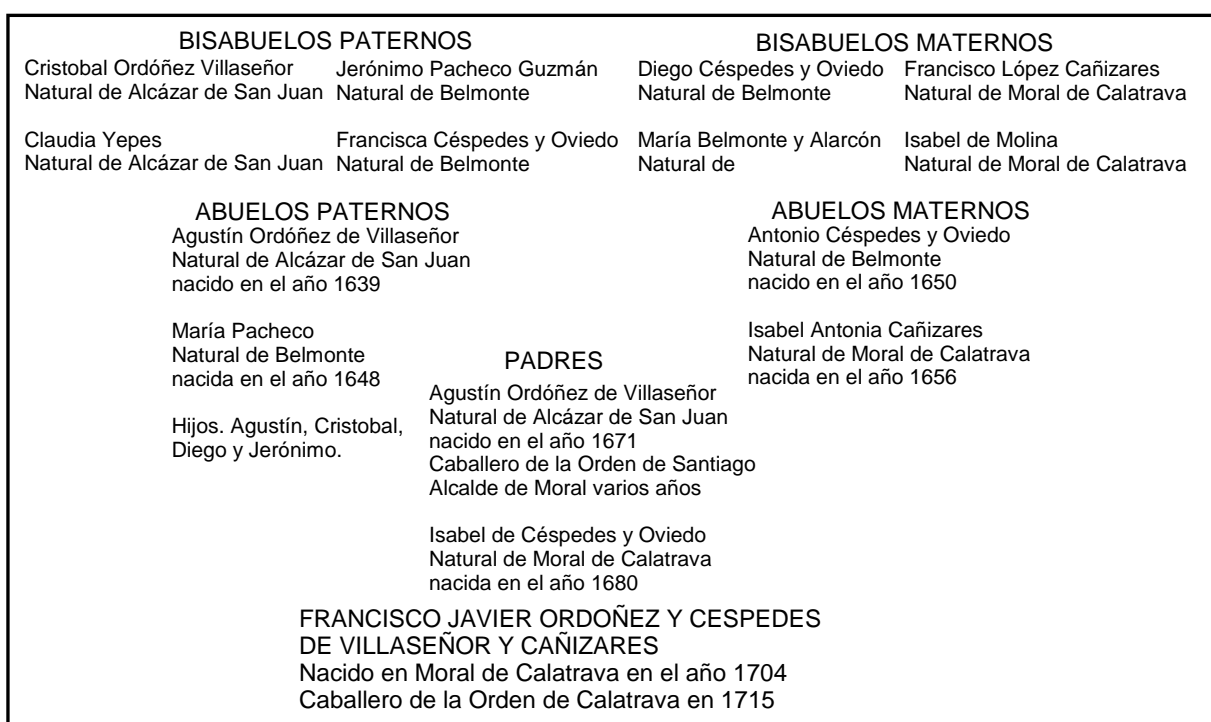 BISABUELOS PATERNOS
Cristobal Ordóñez Villaseñor
Natural de Alcázar de San Juan
Jerónimo Pacheco Guzmán
Natural de Belmonte
Claudia Yepes
Natural de Alcázar de San Juan
Francisca Céspedes y Oviedo
Natural de Belmonte
BISABUELOS MATERNOS
Diego Céspedes y Oviedo
Natural de Belmonte
Francisco López Cañizares
Natural de Moral de Calatrava
María Belmonte y Alarcón
Natural de
Isabel de Molina
Natural de Moral de Calatrava
ABUELOS PATERNOS
Agustín Ordóñez de Villaseñor
Natural de Alcázar de San Juan
nacido en el año 1639
María Pacheco
Natural de Belmonte
nacida en el año 1648
Hijos. Agustín, Cristobal,
Diego y Jerónimo.
ABUELOS MATERNOS
Antonio Céspedes y Oviedo
Natural de Belmonte
nacido en el año 1650
Isabel Antonia Cañizares
Natural de Moral de Calatrava
nacida en el año 1656
PADRES
Agustín Ordóñez de Villaseñor
Natural de Alcázar de San Juan
nacido en el año 1671
Caballero de la Orden de Santiago
Alcalde de Moral varios años
Isabel de Céspedes y Oviedo
Natural de Moral de Calatrava
nacida en el año 1680
FRANCISCO JAVIER ORDOÑEZ Y CESPEDES
DE VILLASEÑOR Y CAÑIZARES
Nacido en Moral de Calatrava en el año 1704
Caballero de la Orden de Calatrava en 1715